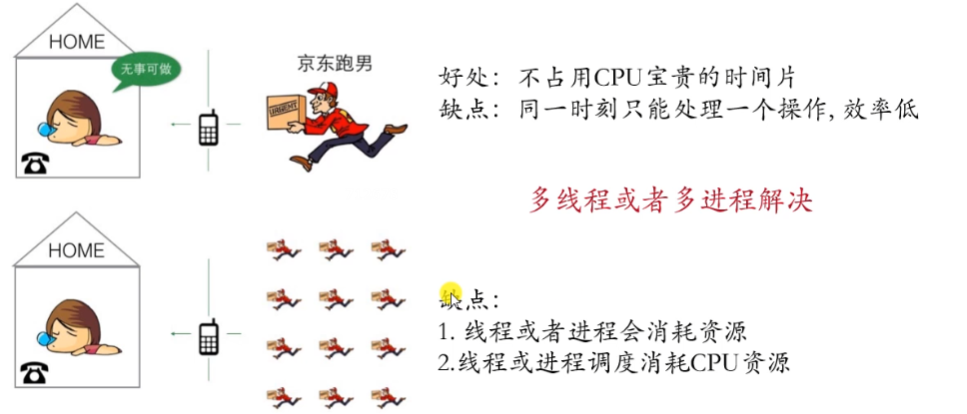 HOME
无事可做
京东跑男
URGENT
好处：不占用CPU宝贵的时间片
缺点：同一时刻只能处理一个操作, 效率低
多线程或者多进程解决
HOME
缺点：
1. 线程或者进程会消耗资源
2.线程或进程调度消耗CPU资源